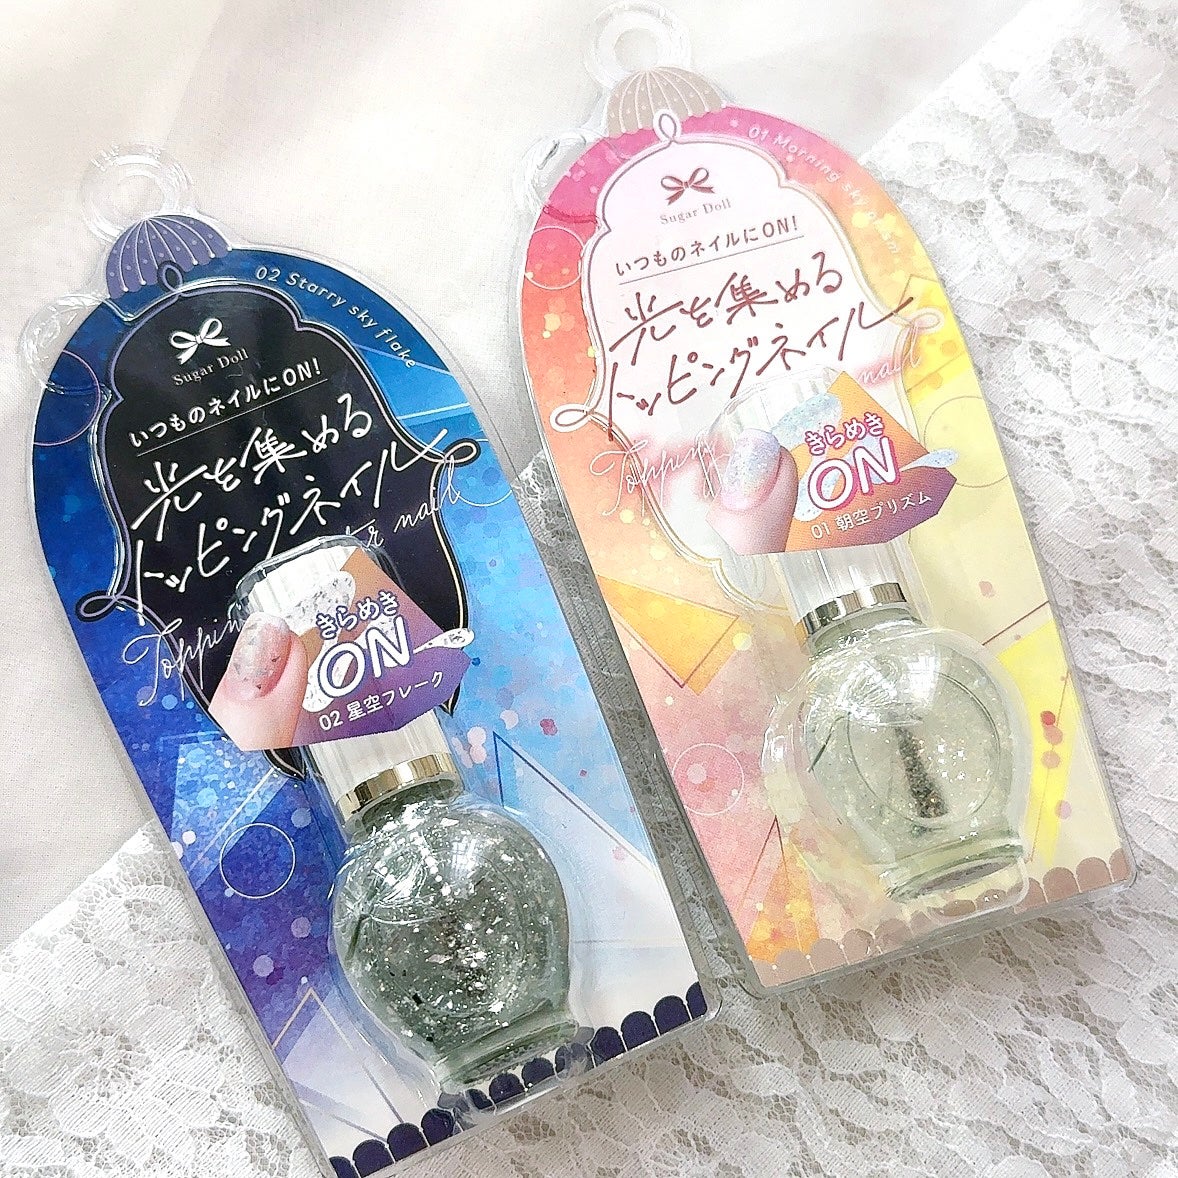 02 Starry sky flake
Sugar Doll
いつものネイルにON!
光を集める
トッピングネイル
Topping
nail
きらめき
ON
02 星空フレーク
01 Morning sky
Sugar Doll
いつものネイルにON!
光を集める
トッピングネイル
Topping
nail
きらめき
ON
01 朝空プリズム